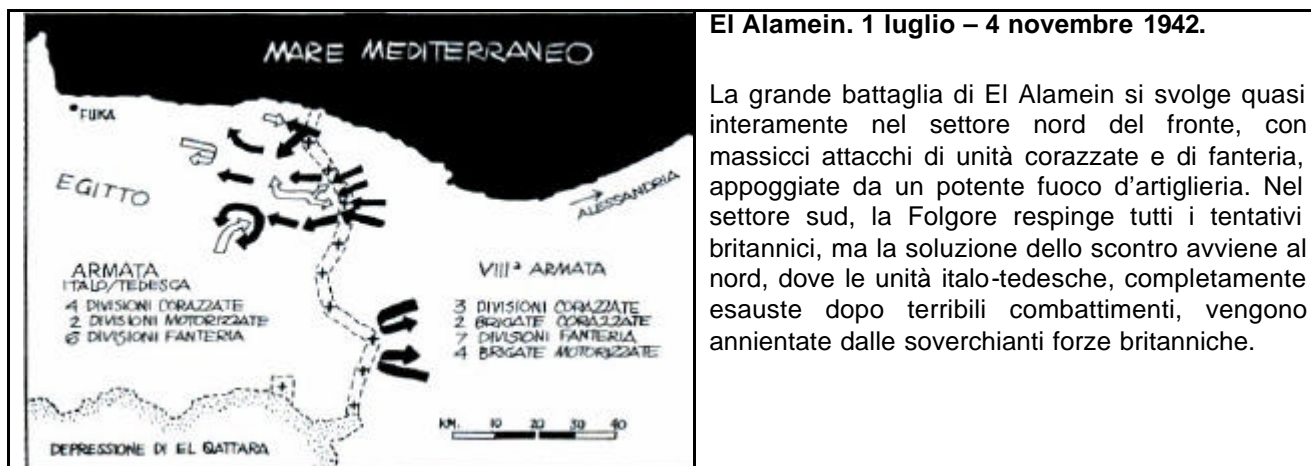 MARE MEDITERRANEO
FUKA
EGITTO
ALESSANDRIA
ARMATA
ITALO/TEDESCA
4 DIVISIONI CORAZZATE
2 DIVISIONI MOTORIZZATE
6 DIVISIONI FANTERIA
VIIIª ARMATA
3 DIVISIONI CORAZZATE
2 BRIGATE CORAZZATE
7 DIVISIONI FANTERIA
4 BRIGATE MOTORIZZATE
KM. 10 20 30 40
DEPRESSIONE DI EL QATTARA
El Alamein. 1 luglio – 4 novembre 1942.
La grande battaglia di El Alamein si svolge quasi
interamente nel settore nord del fronte, con
massicci attacchi di unità corazzate e di fanteria,
appoggiate da un potente fuoco d'artiglieria. Nel
settore sud, la Folgore respinge tutti i tentativi
britannici, ma la soluzione dello scontro avviene al
nord, dove le unità italo-tedesche, completamente
esauste dopo terribili combattimenti, vengono
annientate dalle soverchianti forze britanniche.